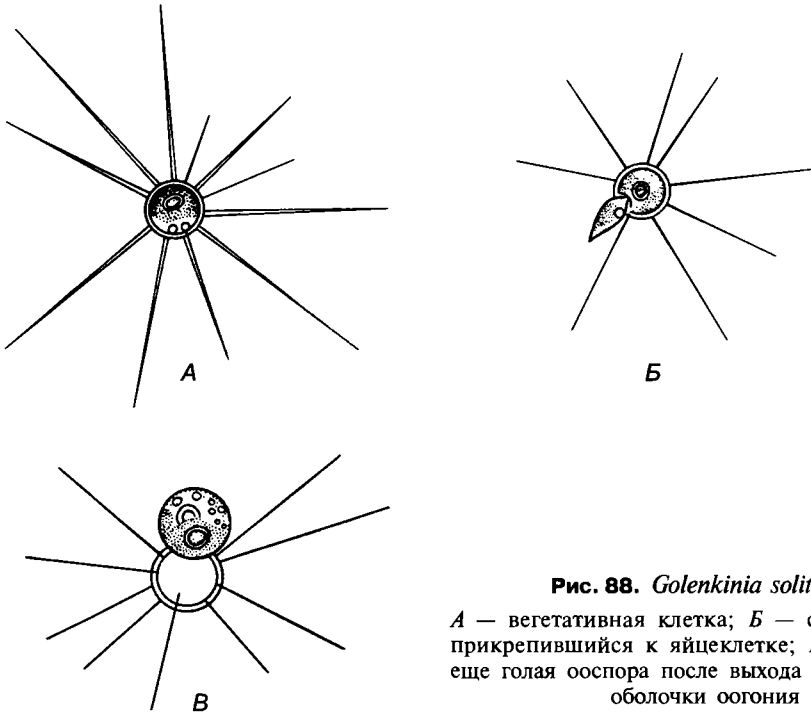 А
Б
В
Рис. 88. Golenkinia
А — вегетативная клетка; Б —
прикрепившийся к яйцеклетке;
еще голая ооспора после выхода
оболочки оогония